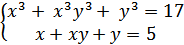 x³ + x³y³ + y³ = 17
x + xy + y = 5